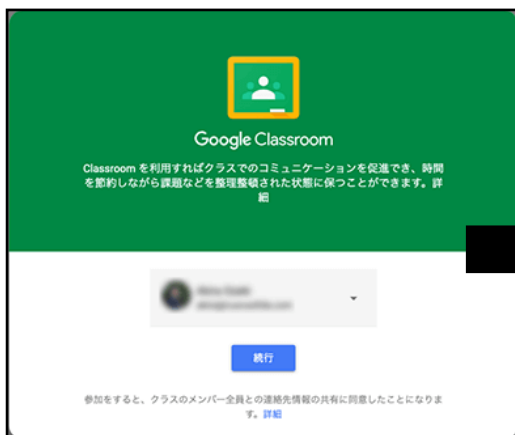 Google Classroom
Classroom を利用すればクラスでのコミュニケーションを促進でき、時間
を節約しながら課題などを整理整頓された状態に保つことができます。詳
細
続行
参加をすると、クラスのメンバー全員との連絡先情報の共有に同意したことになりま
す。詳細